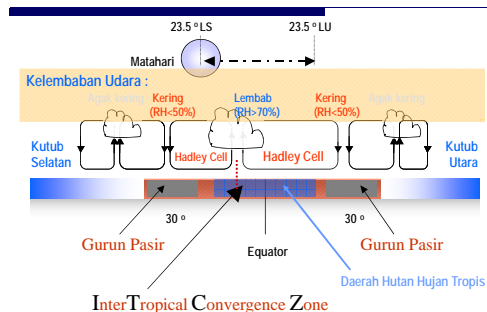 23.5 ºLS 23.5 ºLU
Matahari
Kelembaban Udara :
Agak kering Kering Lembab Kering Agak kering
(RH<50%) (RH>70%) (RH<50%)
Kutub Selatan Hadley Cell Hadley Cell Kutub Utara
30 º 30 º
Gurun Pasir Equator Gurun Pasir
Daerah Hutan Hujan Tropis
InterTropical Convergence Zone